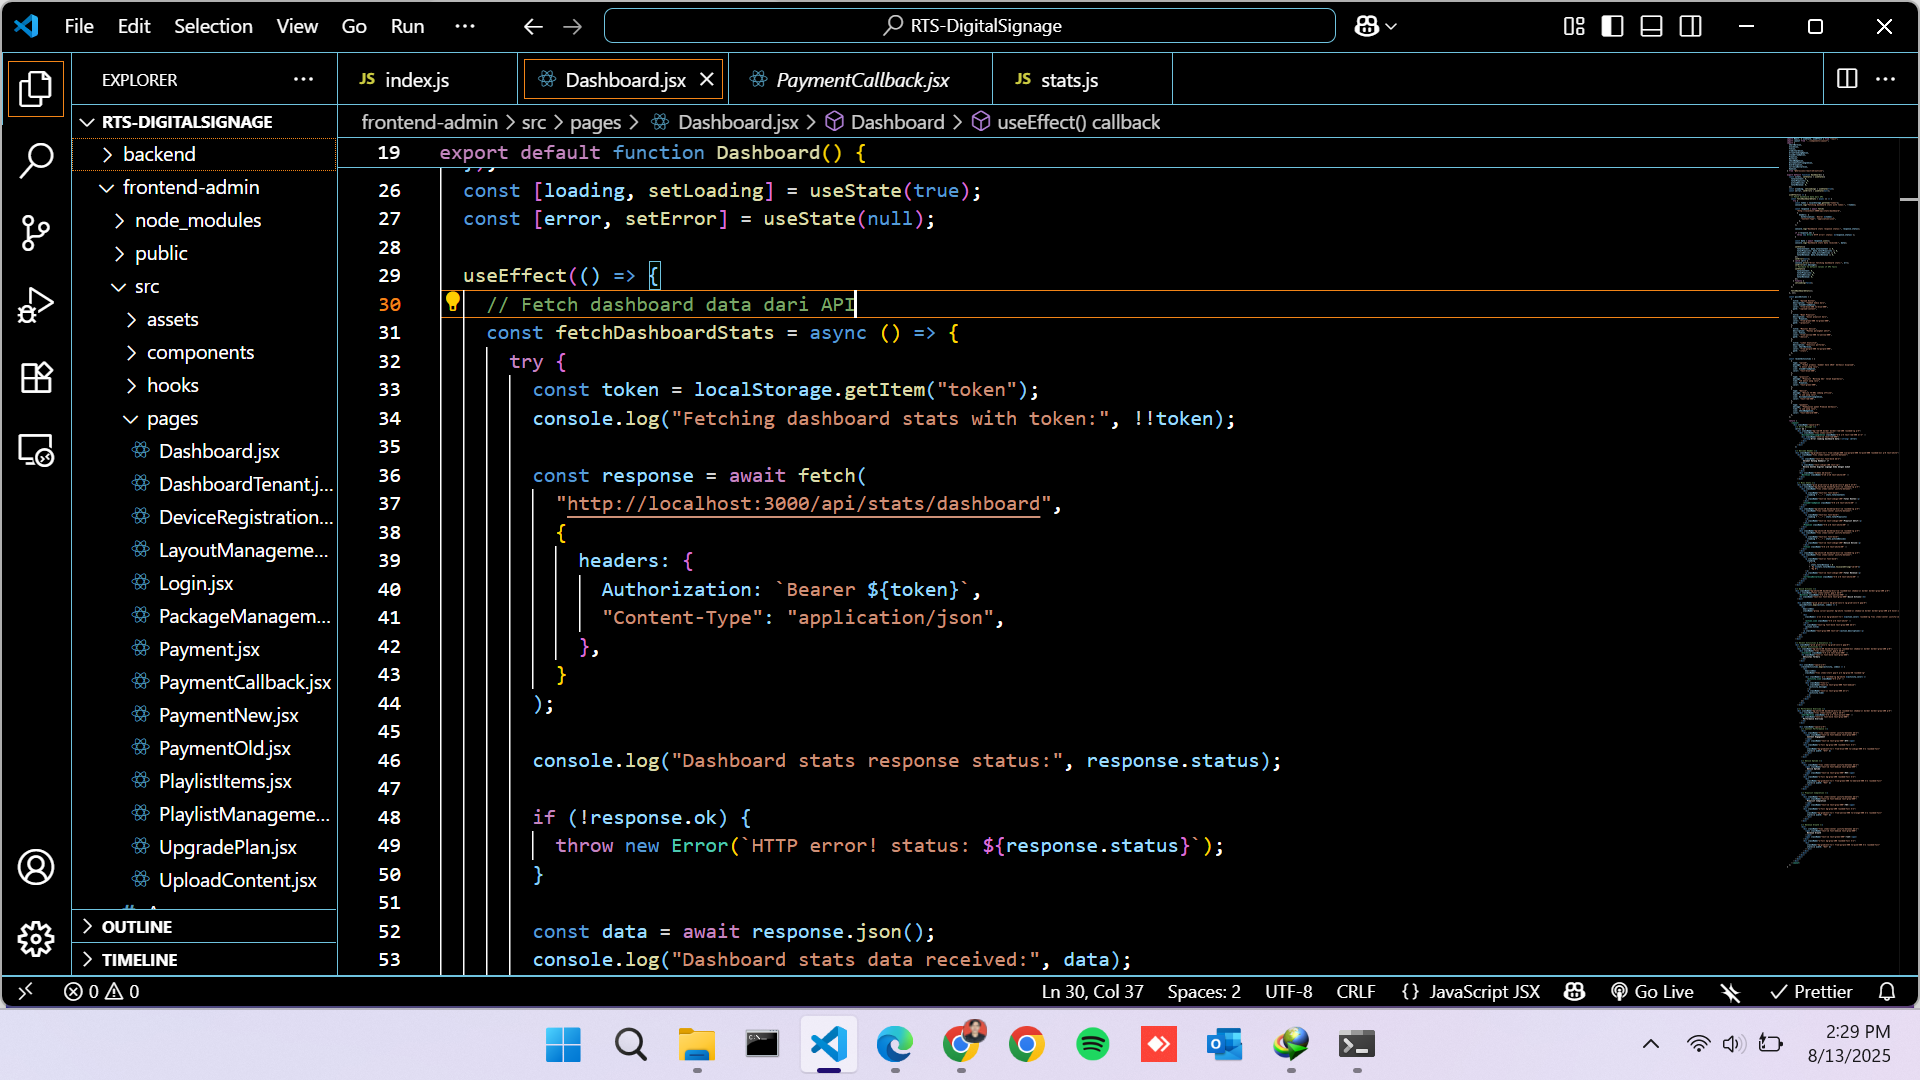 File Edit Selection View Go Run
RTS-DigitalSignage
EXPLORER
JS index.js
Dashboard.jsx
PaymentCallback.jsx
JS stats.js
RTS-DIGITALSIGNAGE
backend
frontend-admin
node_modules
public
src
assets
components
hooks
pages
Dashboard.jsx
DashboardTenant.j...
DeviceRegistration...
LayoutManageme...
Login.jsx
PackageManagem...
Payment.jsx
PaymentCallback.jsx
PaymentNew.jsx
PaymentOld.jsx
PlaylistItems.jsx
PlaylistManageme...
UpgradePlan.jsx
UploadContent.jsx
OUTLINE
TIMELINE
frontend-admin > src > pages > Dashboard.jsx > Dashboard > useEffect() callback
19 export default function Dashboard() {
26 const [loading, setLoading] = useState(true);
27 const [error, setError] = useState(null);
28
29 useEffect(() => {
30 // Fetch dashboard data dari API
31 const fetchDashboardStats = async () => {
32 try {
33 const token = localStorage.getItem("token");
34 console.log("Fetching dashboard stats with token:", !!token);
35
36 const response = await fetch(
37 "http://localhost:3000/api/stats/dashboard",
38 {
39 headers: {
40 Authorization: `Bearer ${token}`,
41 "Content-Type": "application/json",
42 },
43 }
44 );
45
46 console.log("Dashboard stats response status:", response.status);
47
48 if (!response.ok) {
49 throw new Error(`HTTP error! status: ${response.status}`);
50 }
51
52 const data = await response.json();
53 console.log("Dashboard stats data received:", data);
0 0
Ln 30, Col 37 Spaces: 2 UTF-8 CRLF {} JavaScript JSX Go Live Prettier
2:29 PM
8/13/2025